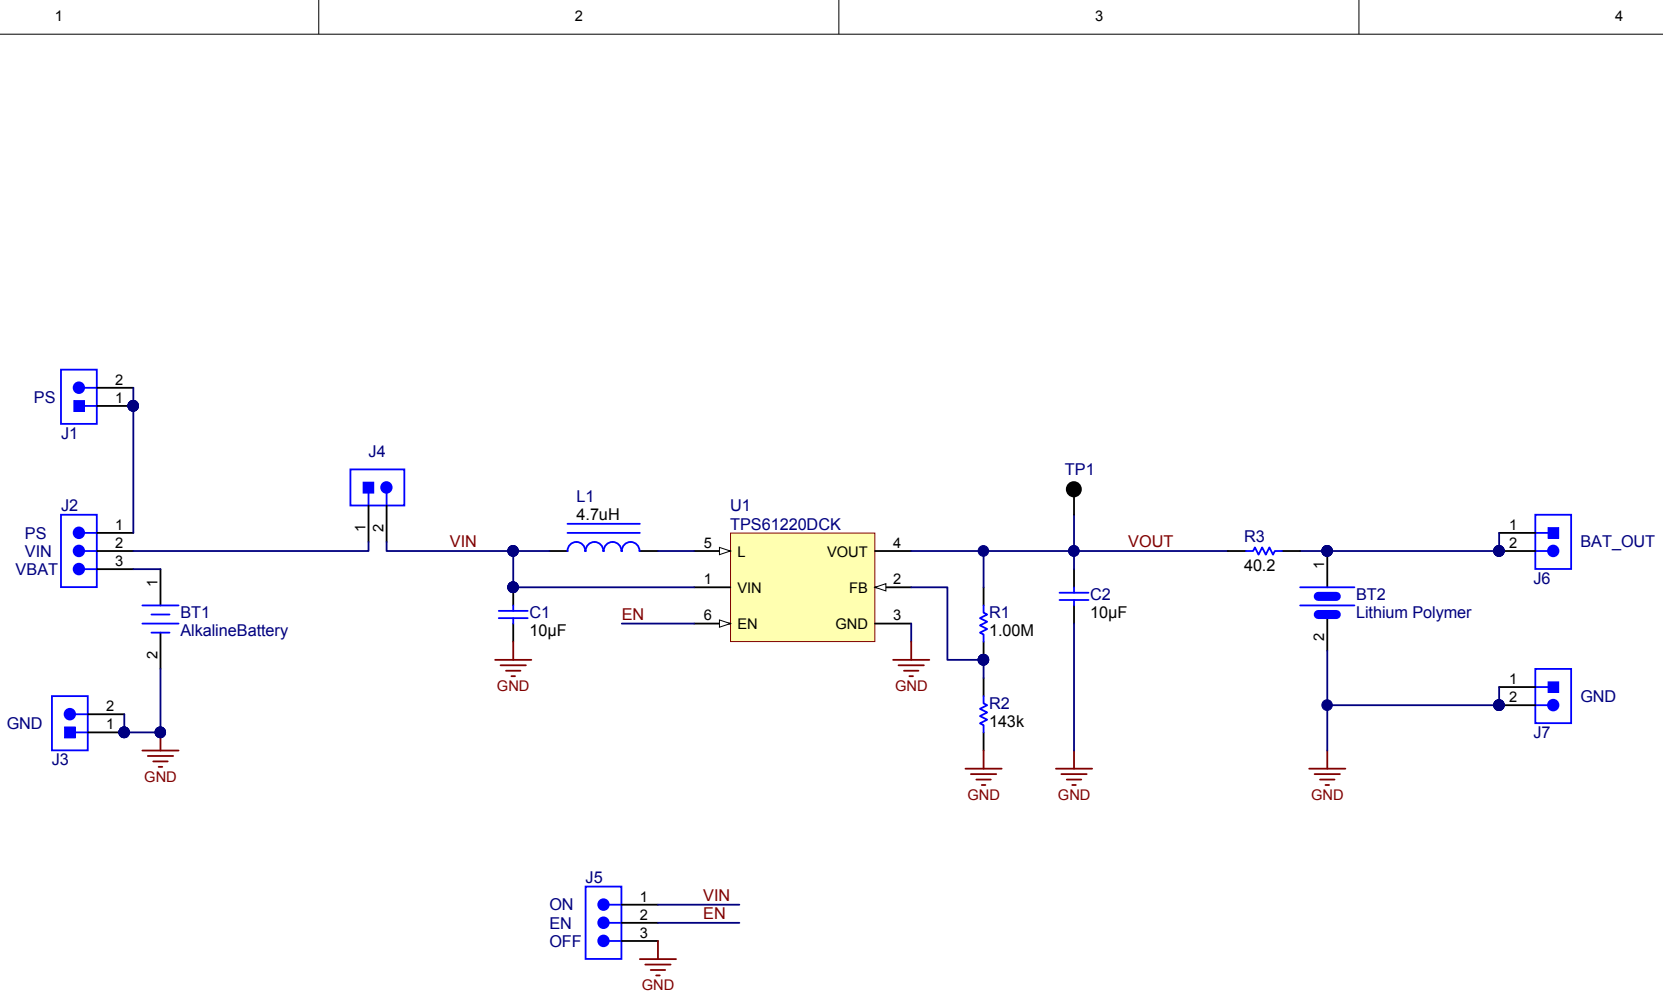 1 2 3 4
PS
2
1
J1
J4
1
2
J2
PS
VIN
VBAT
1
2
3
1
BT1
AlkalineBattery
2
GND
2
1
J3
GND
VIN
C1
10µF
GND
L1
4.7uH
EN
U1
TPS61220DCK
5 L
1 VIN
6 EN
VOUT 4
FB 2
GND 3
GND
R1
1.00M
R2
143k
GND
TP1
C2
10µF
GND
VOUT
R3
40.2
1
BT2
Lithium Polymer
2
GND
1
2
BAT_OUT
J6
1
2
GND
J7
J5
ON
EN
OFF
1 VIN
2 EN
3
GND